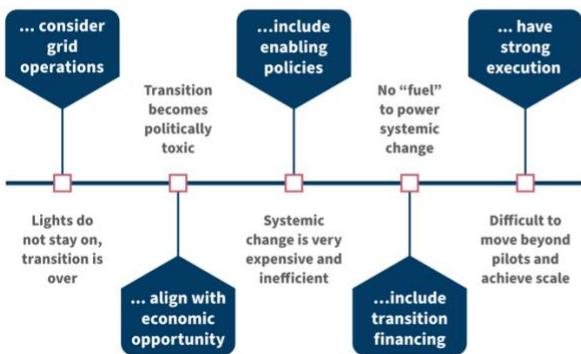 ... consider
grid
operations
Lights do
not stay on,
transition is
over
Transition
becomes
politically
toxic
... align with
economic
opportunity
...include
enabling
policies
Systemic
change is very
expensive and
inefficient
No “fuel”
to power
systemic
change
...include
transition
financing
... have
strong
execution
Difficult to
move beyond
pilots and
achieve scale